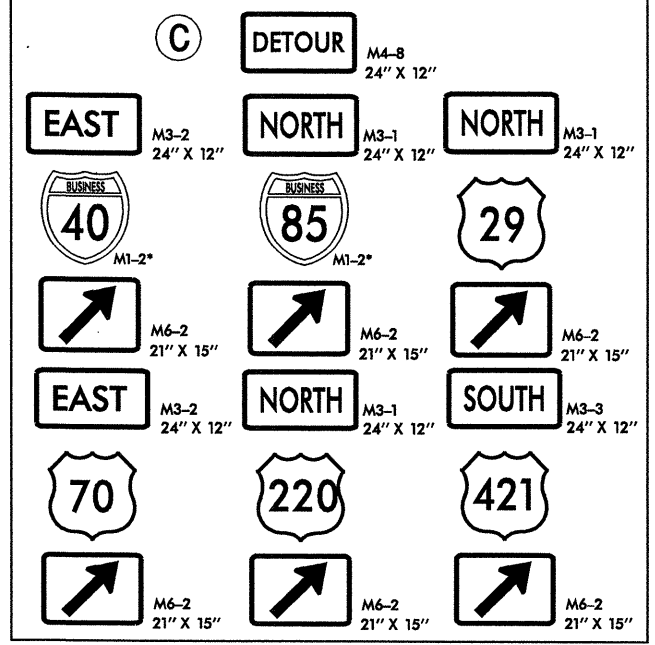 C DETOUR M4-8
24" X 12"
EAST M3-2 NORTH M3-1 NORTH M3-1
24" X 12" 24" X 12" 24" X 12"
BUSINESS BUSINESS
40 85 29
M1-2* M1-2*
M6-2 M6-2 M6-2
21" X 15" 21" X 15" 21" X 15"
EAST M3-2 NORTH M3-1 SOUTH M3-3
24" X 12" 24" X 12" 24" X 12"
70 220 421
M6-2 M6-2 M6-2
21" X 15" 21" X 15" 21" X 15"